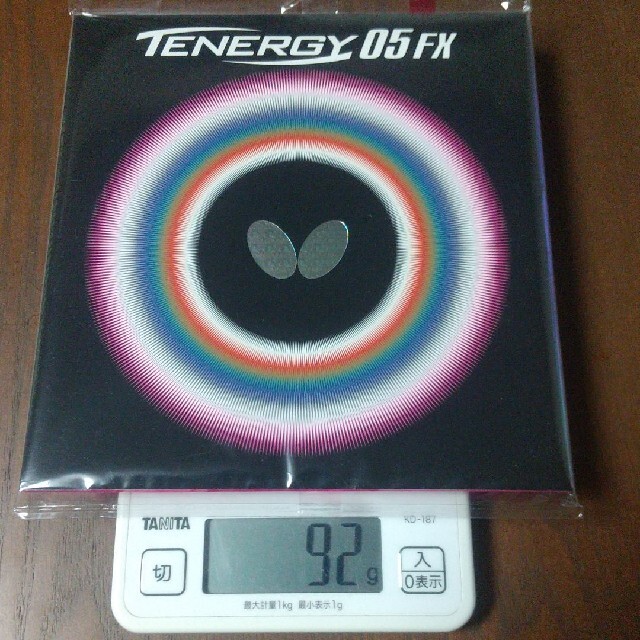 TENERGY 05 FX
TANITA
KD-187
切
92g
入
0表示
最大計量1kg 最小表示1g